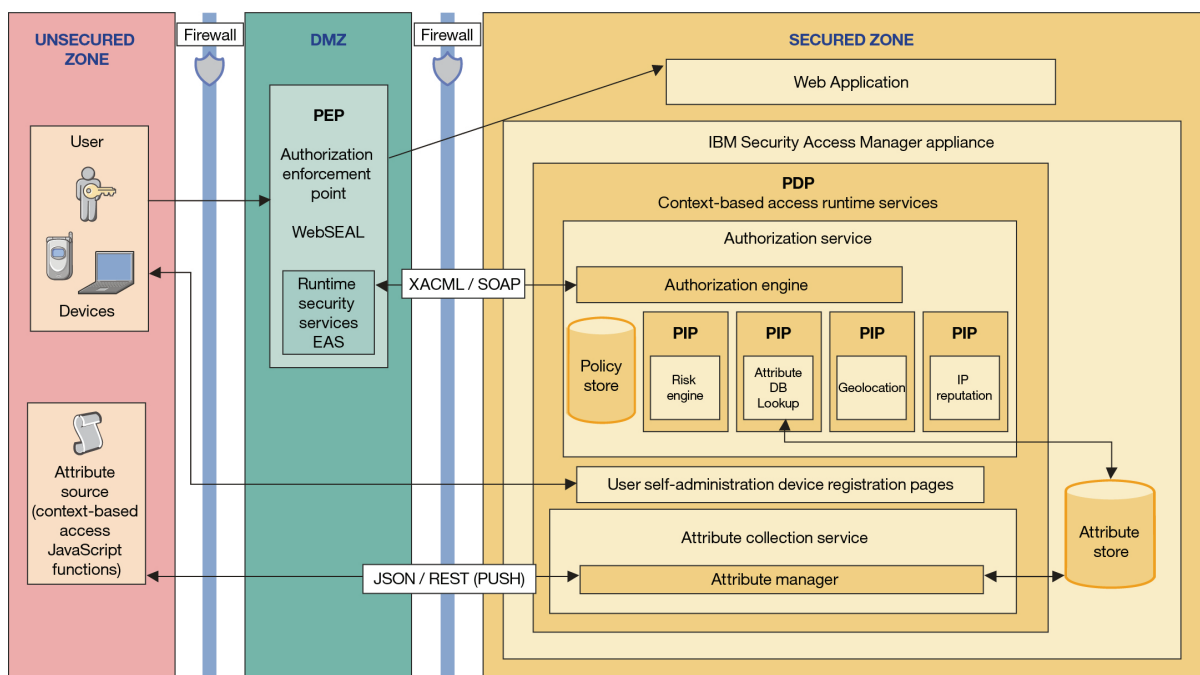 UNSECURED
ZONE
Firewall
DMZ
Firewall
SECURED ZONE
User
Devices
Attribute
source
(context-based
access
JavaScript
functions)
PEP
Authorization
enforcement
point
WebSEAL
Runtime
security
services
EAS
XACML / SOAP
JSON / REST (PUSH)
Web Application
IBM Security Access Manager appliance
PDP
Context-based access runtime services
Authorization service
Authorization engine
Policy
store
PIP
Risk
engine
PIP
Attribute
DB
Lookup
PIP
Geolocation
PIP
IP
reputation
User self-administration device registration pages
Attribute collection service
Attribute manager
Attribute
store